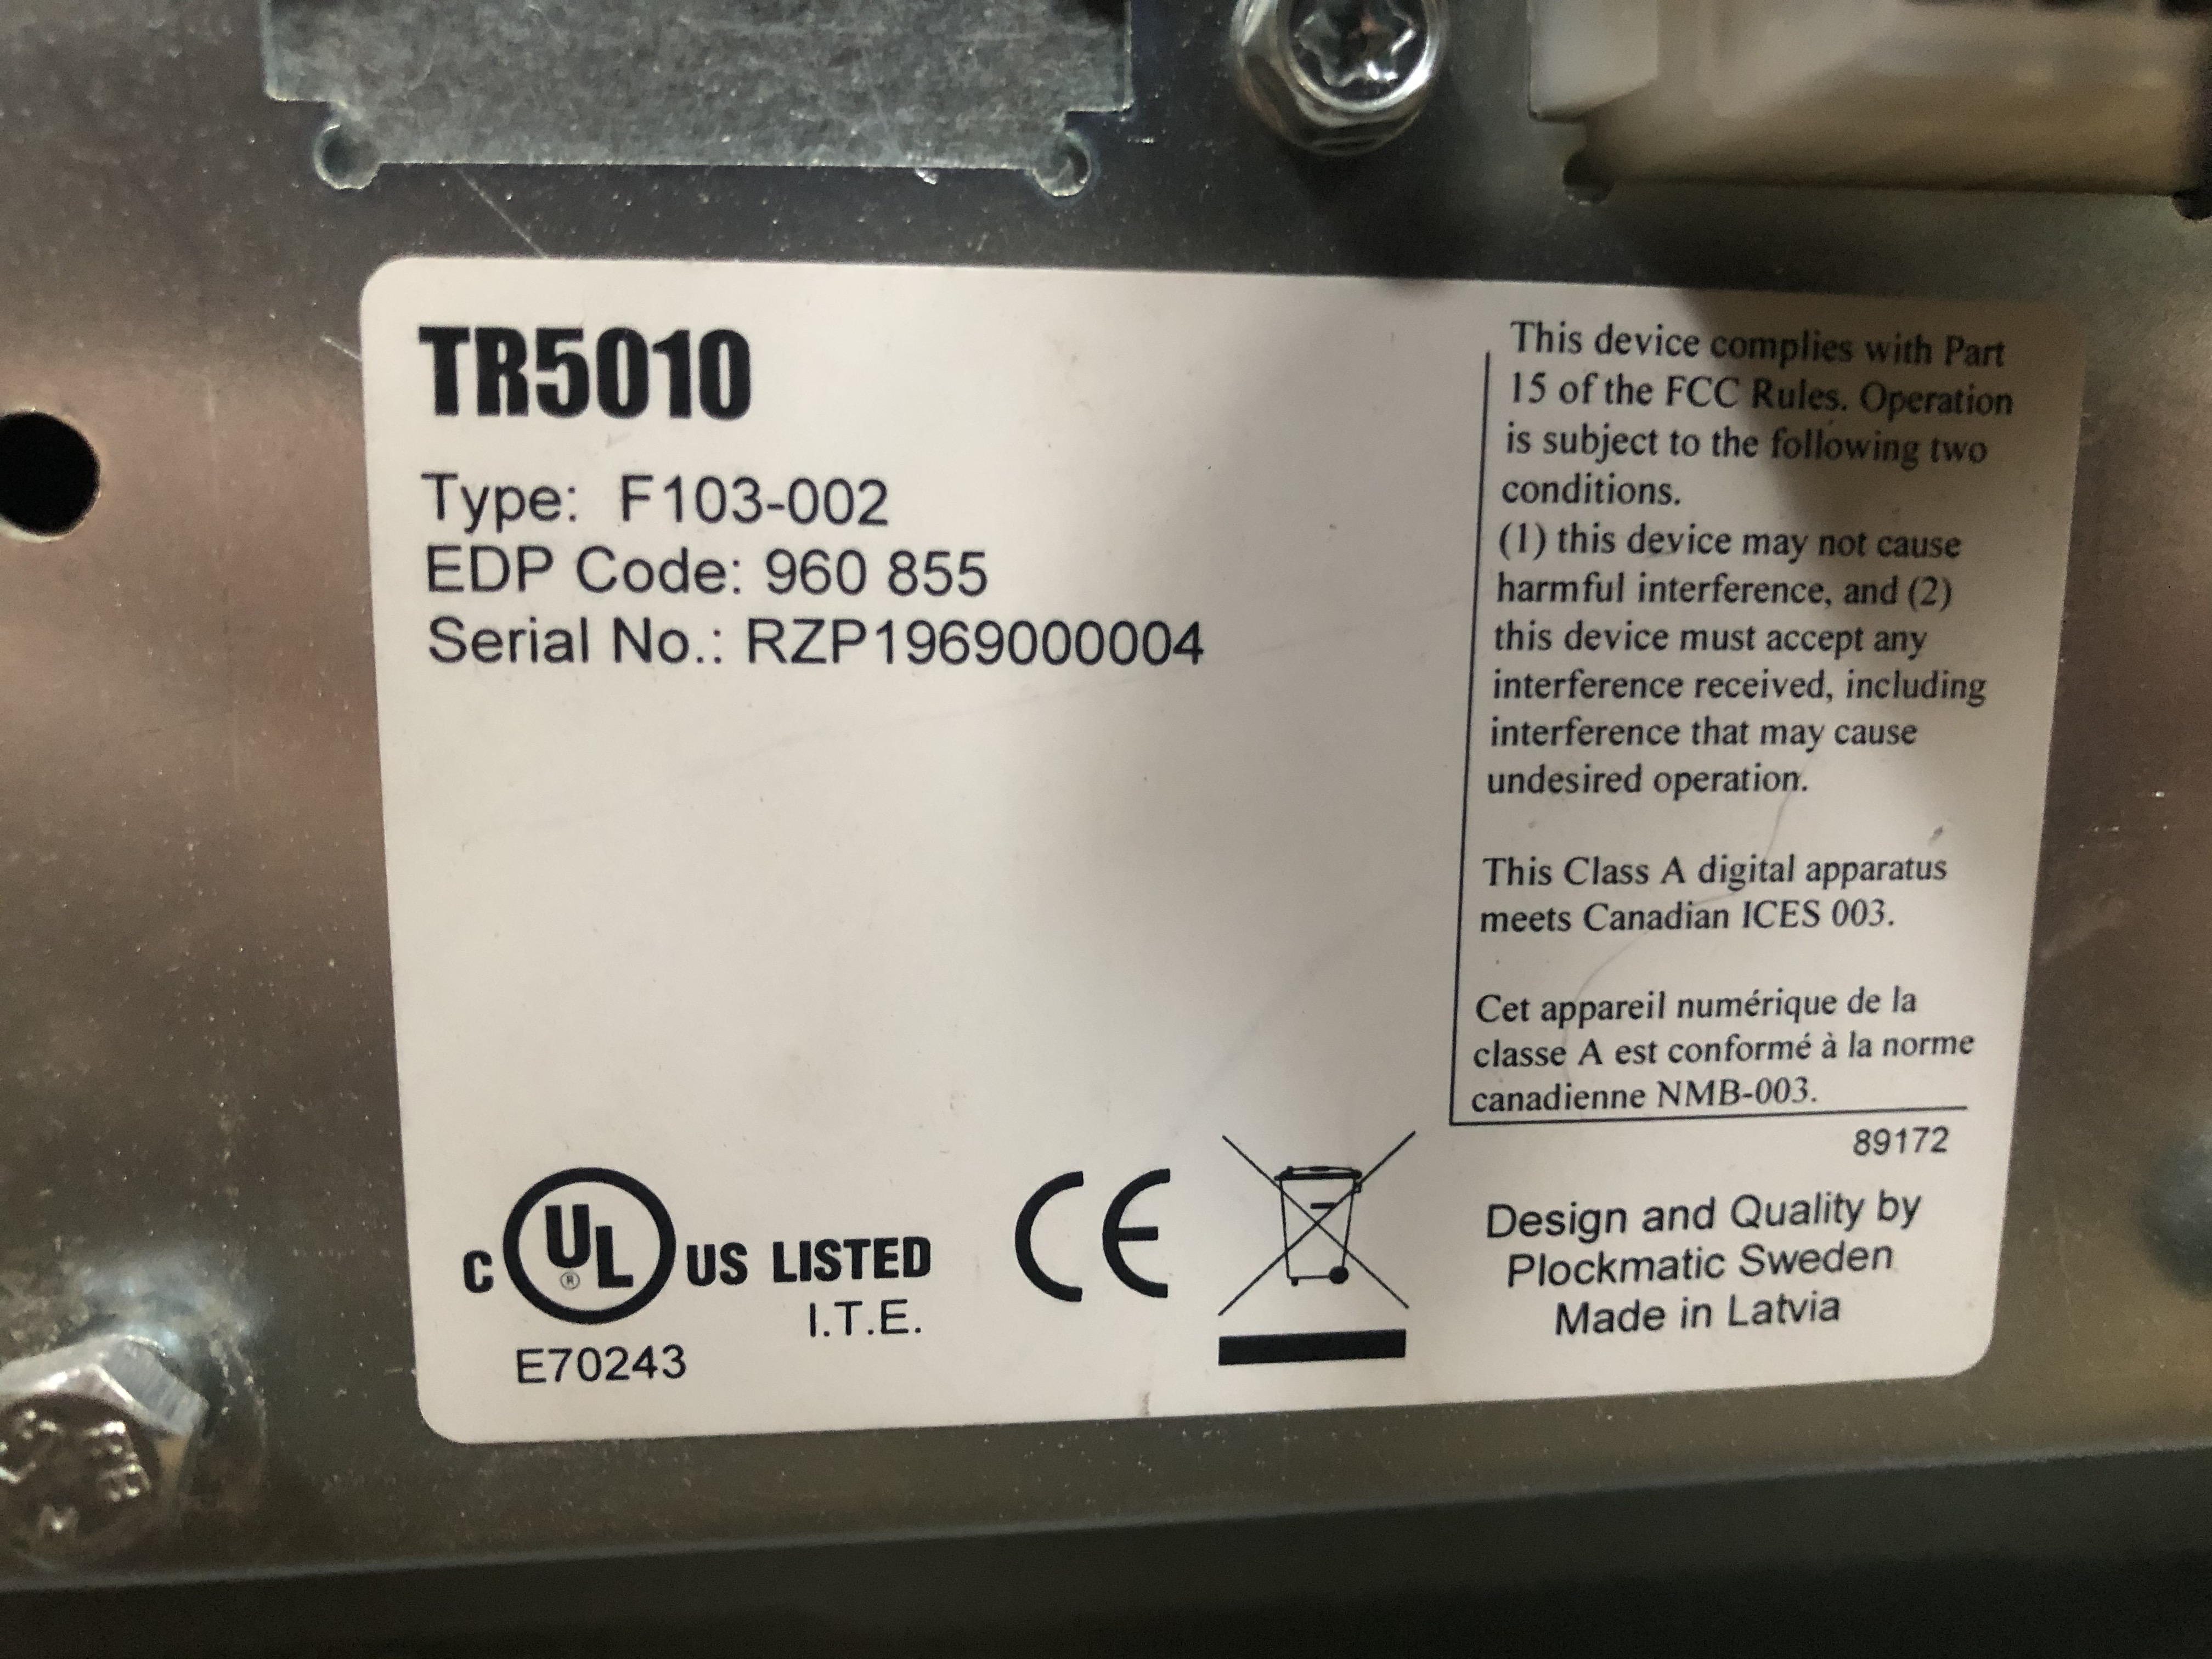 TR5010
Type: F103-002
EDP Code: 960 855
Serial No.: RZP1969000004
This device complies with Part
15 of the FCC Rules. Operation
is subject to the following two
conditions.
(1) this device may not cause
harmful interference, and (2)
this device must accept any
interference received, including
interference that may cause
undesired operation.
This Class A digital apparatus
meets Canadian ICES 003.
Cet appareil numérique de la
classe A est conformé à la norme
canadienne NMB-003.
89172
C UL ® US LISTED
I.T.E.
E70243
CE
Design and Quality by
Plockmatic Sweden
Made in Latvia